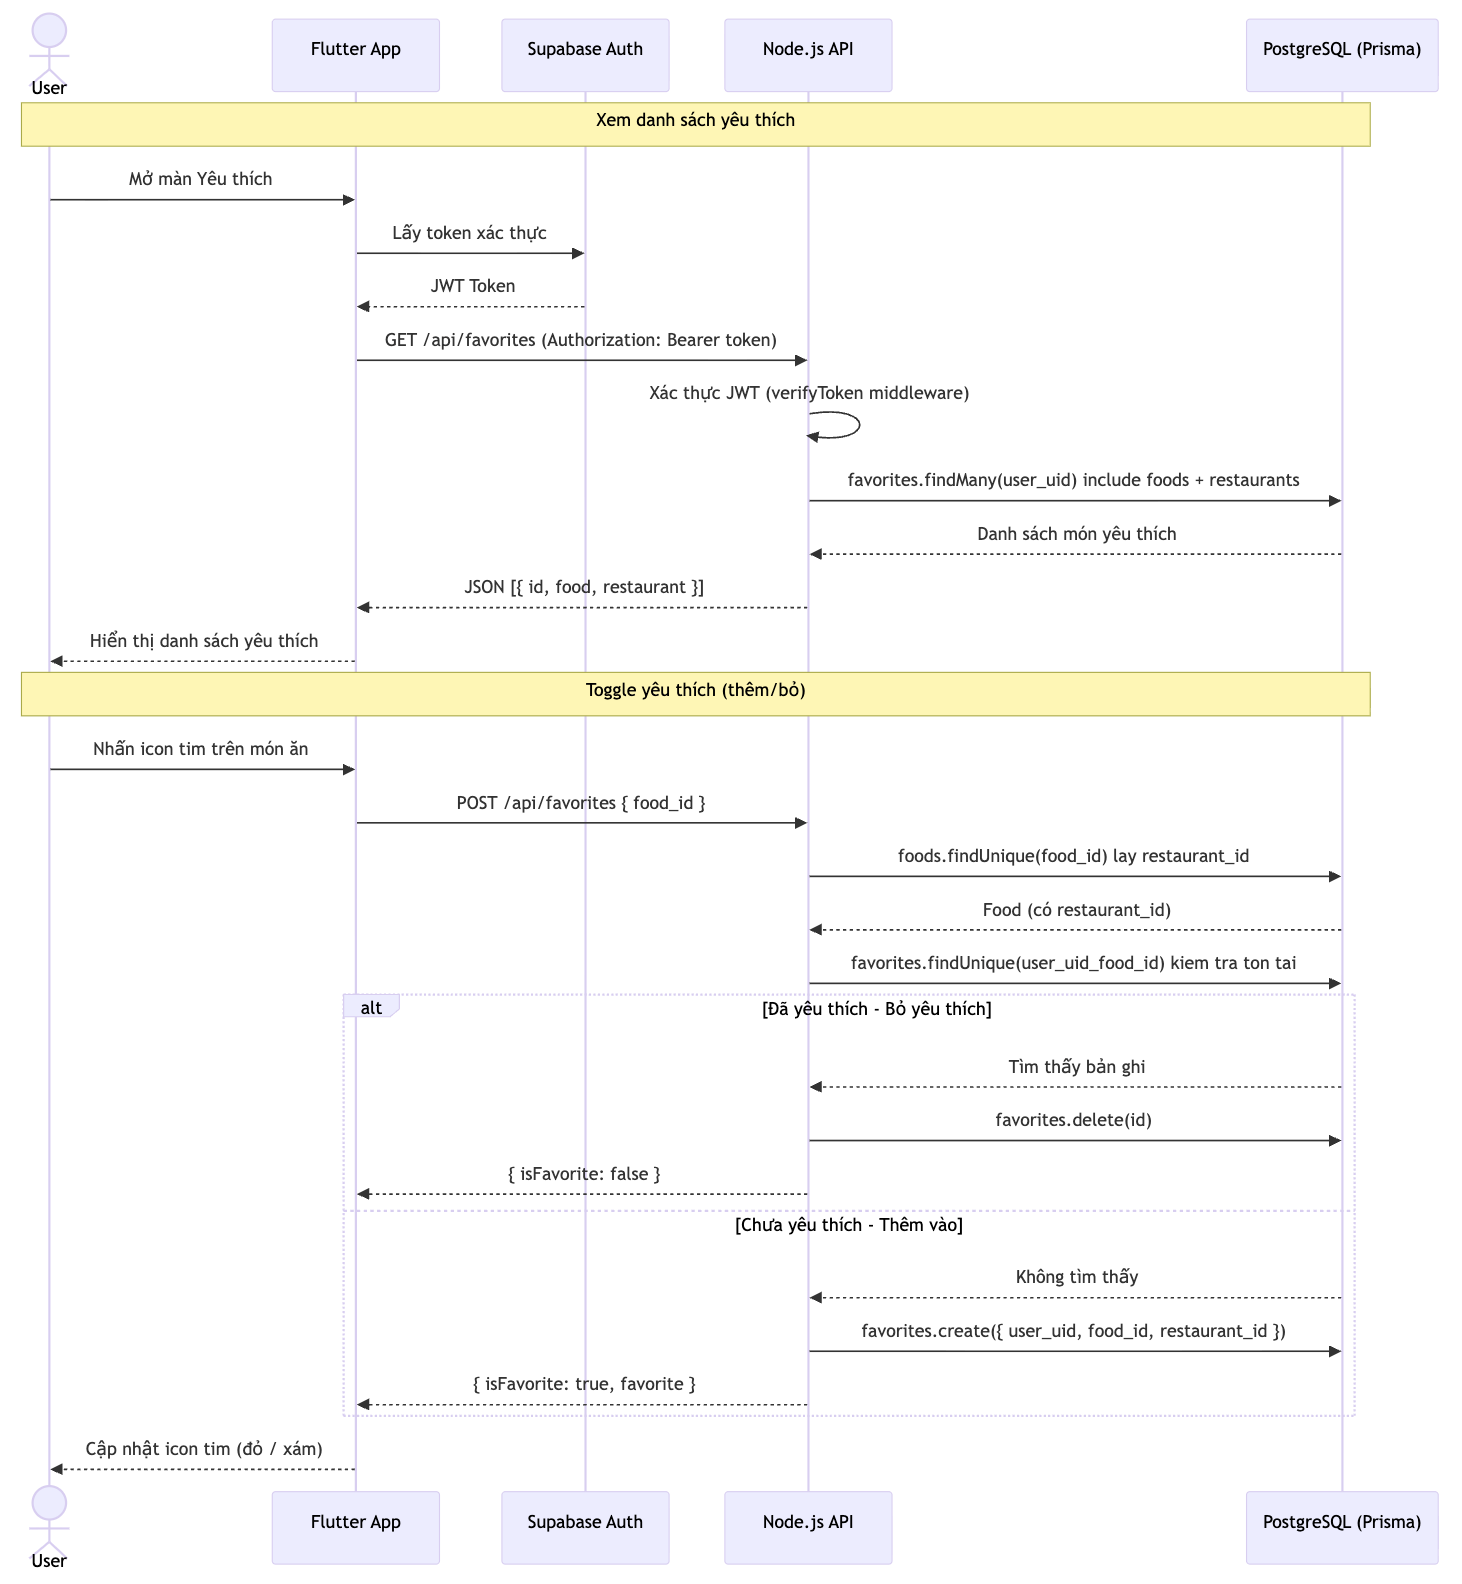 User
Flutter App
Supabase Auth
Node.js API
PostgreSQL (Prisma)
Xem danh sách yêu thích
Mở màn Yêu thích
Lấy token xác thực
JWT Token
GET /api/favorites (Authorization: Bearer token)
Xác thực JWT (verifyToken middleware)
favorites.findMany(user_uid) include foods + restaurants
Danh sách món yêu thích
JSON [{ id, food, restaurant }]
Hiển thị danh sách yêu thích
Toggle yêu thích (thêm/bỏ)
Nhấn icon tim trên món ăn
POST /api/favorites { food_id }
foods.findUnique(food_id) lay restaurant_id
Food (có restaurant_id)
favorites.findUnique(user_uid_food_id) kiem tra ton tai
alt
[Đã yêu thích - Bỏ yêu thích]
Tìm thấy bản ghi
favorites.delete(id)
{ isFavorite: false }
[Chưa yêu thích - Thêm vào]
Không tìm thấy
favorites.create({ user_uid, food_id, restaurant_id })
{ isFavorite: true, favorite }
Cập nhật icon tim (đỏ / xám)
User
Flutter App
Supabase Auth
Node.js API
PostgreSQL (Prisma)